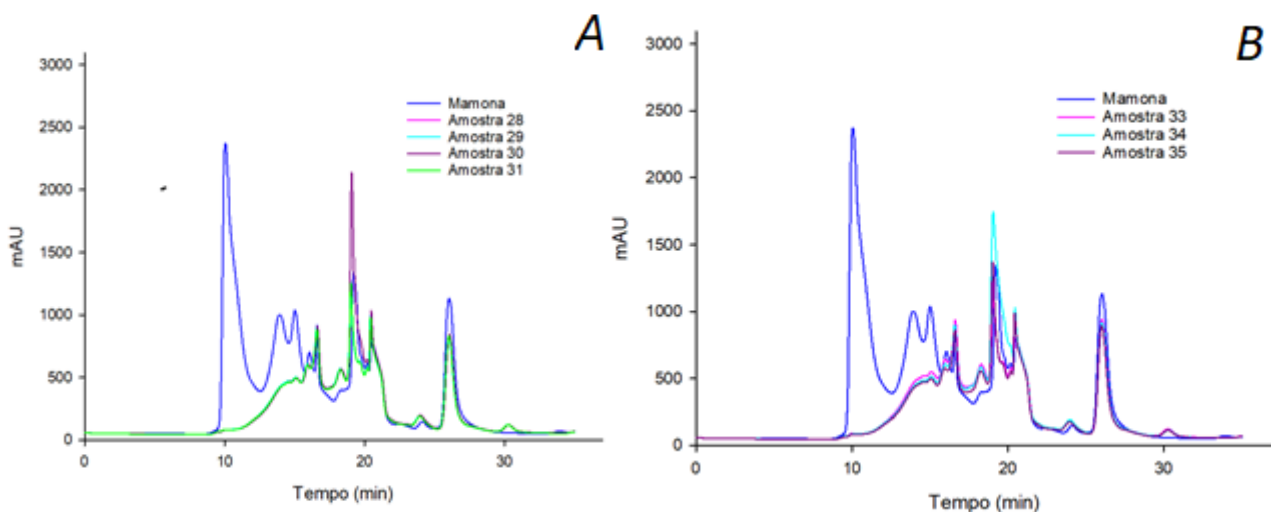 A
3000
2500
2000
1500
1000
500
0
mAU
Mamona
Amostra 28
Amostra 29
Amostra 30
Amostra 31
0 10 20 30
Tempo (min)
B
3000
2500
2000
1500
1000
500
0
mAU
Mamona
Amostra 33
Amostra 34
Amostra 35
0 10 20 30
Tempo (min)